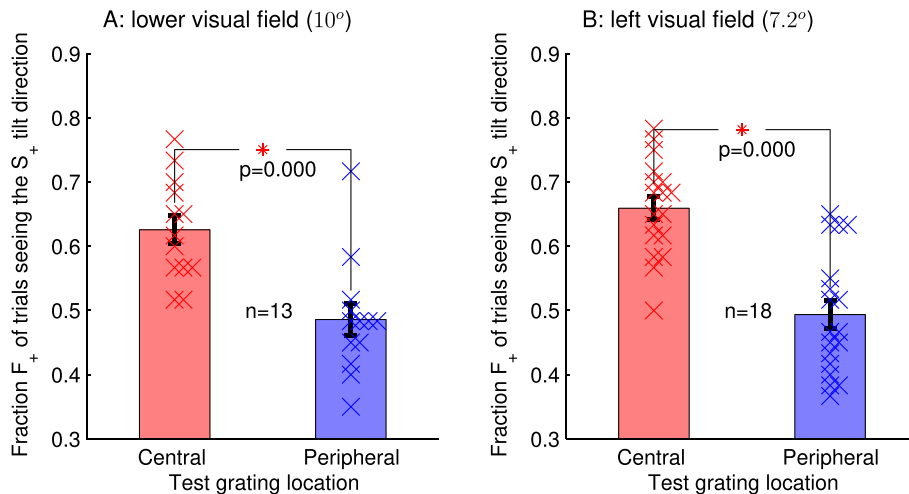 A: lower visual field (10°)
Fraction F₊ of trials seeing the S₊ tilt direction
0.9
0.8
0.7
0.6
0.5
0.4
0.3
p=0.000
n=13
Central
Peripheral
Test grating location
B: left visual field (7.2°)
Fraction F₊ of trials seeing the S₊ tilt direction
0.9
0.8
0.7
0.6
0.5
0.4
0.3
p=0.000
n=18
Central
Peripheral
Test grating location